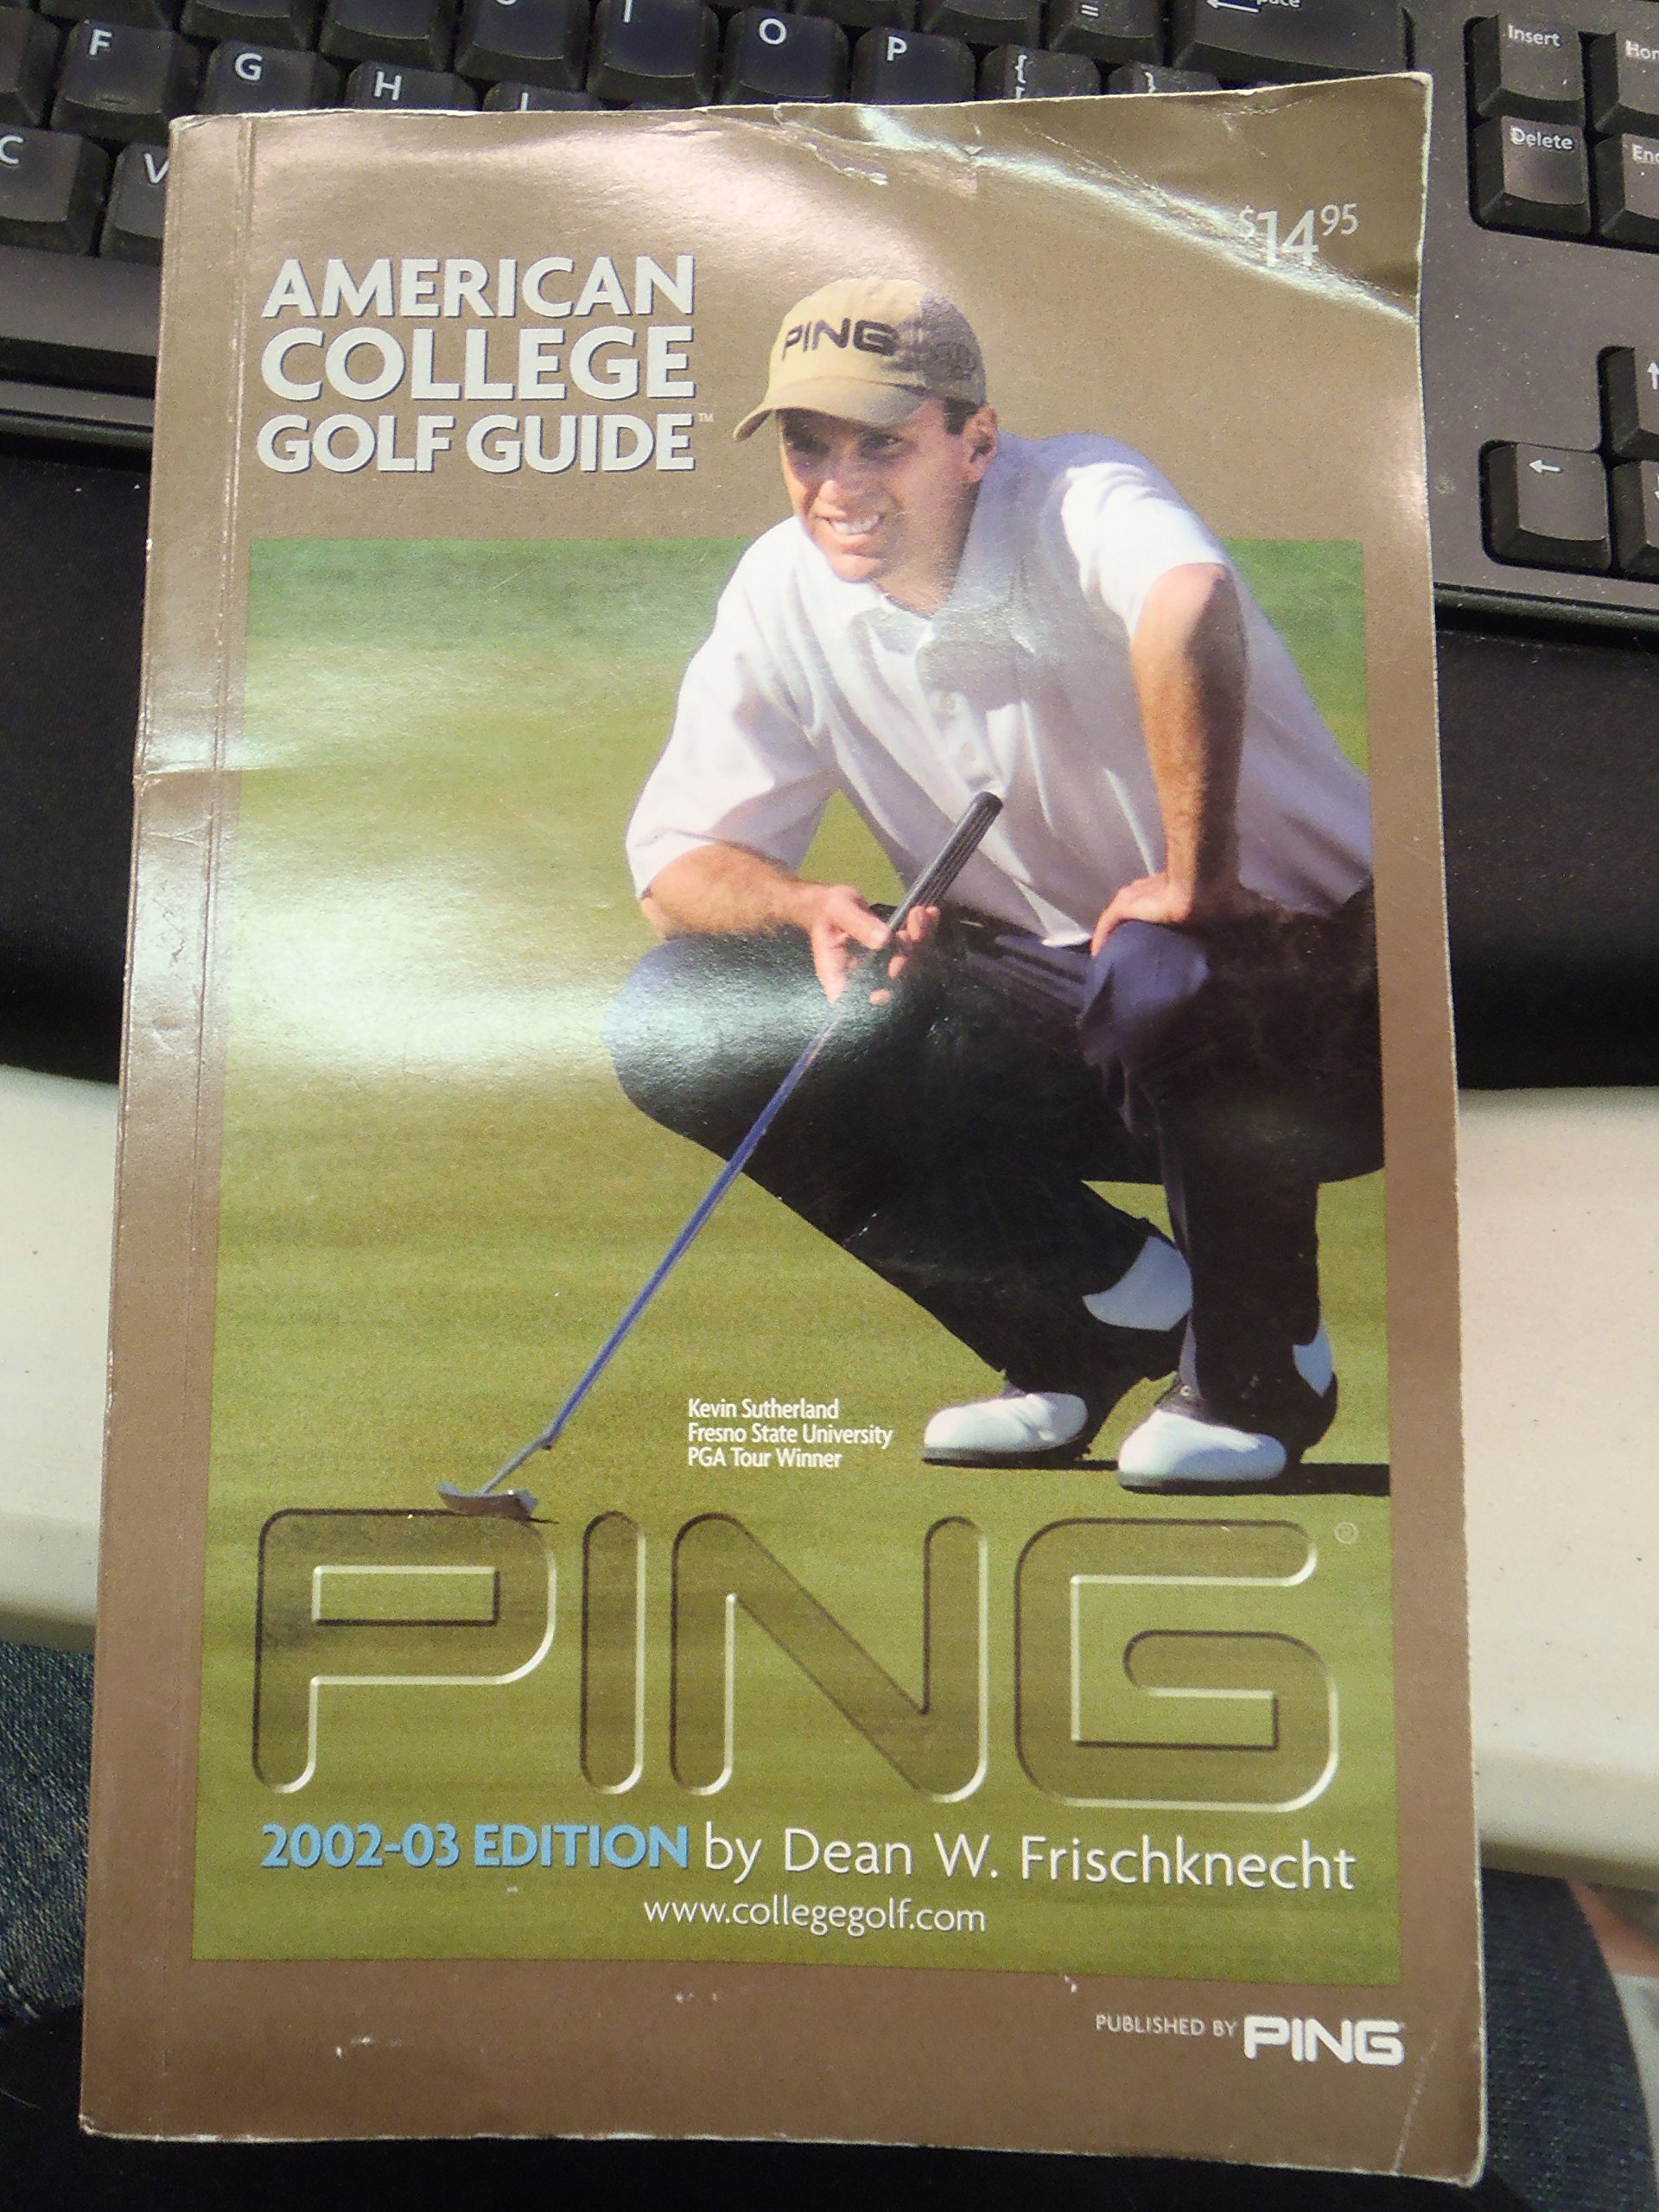 O
P
F
G
H
{
}
=
Insert
Delete
C
V
$14.95
AMERICAN
COLLEGE
GOLF GUIDE™
PING
Kevin Sutherland
Fresno State University
PGA Tour Winner
PING®
2002-03 EDITION by Dean W. Frischknecht
www.collegegolf.com
PUBLISHED BY PING